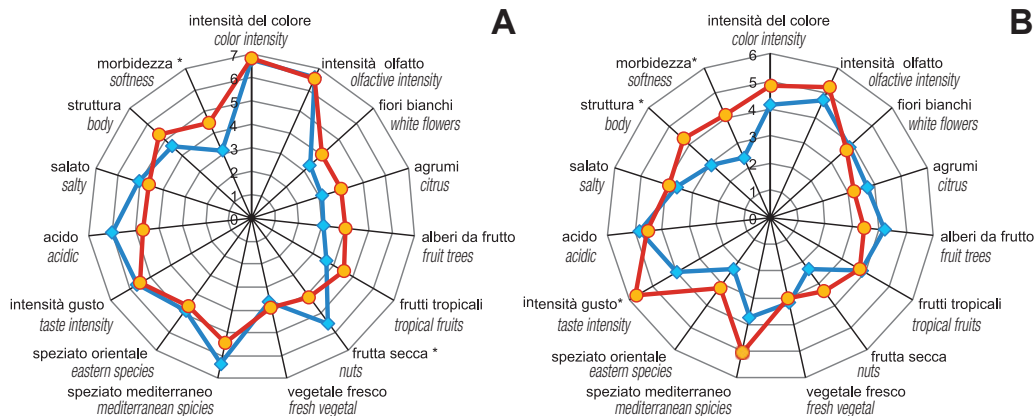 A
intensità del colore
color intensity
intensità olfatto
olfactive intensity
fiori bianchi
white flowers
agrumi
citrus
alberi da frutto
fruit trees
frutti tropicali
tropical fruits
frutta secca *
nuts
vegetale fresco
fresh vegetal
speziato mediterraneo
mediterranean spicies
speziato orientale
eastern species
intensità gusto
taste intensity
acido
acidic
salato
salty
struttura
body
morbidezza *
softness
7
6
5
4
3
2
1
0
B
intensità del colore
color intensity
intensità olfatto
olfactive intensity
fiori bianchi
white flowers
agrumi
citrus
alberi da frutto
fruit trees
frutti tropicali
tropical fruits
frutta secca
nuts
vegetale fresco
fresh vegetal
speziato mediterraneo
mediterranean spicies
speziato orientale
eastern species
intensità gusto*
taste intensity
acido
acidic
salato
salty
struttura *
body
morbidezza*
softness
6
5
4
3
2
1
0